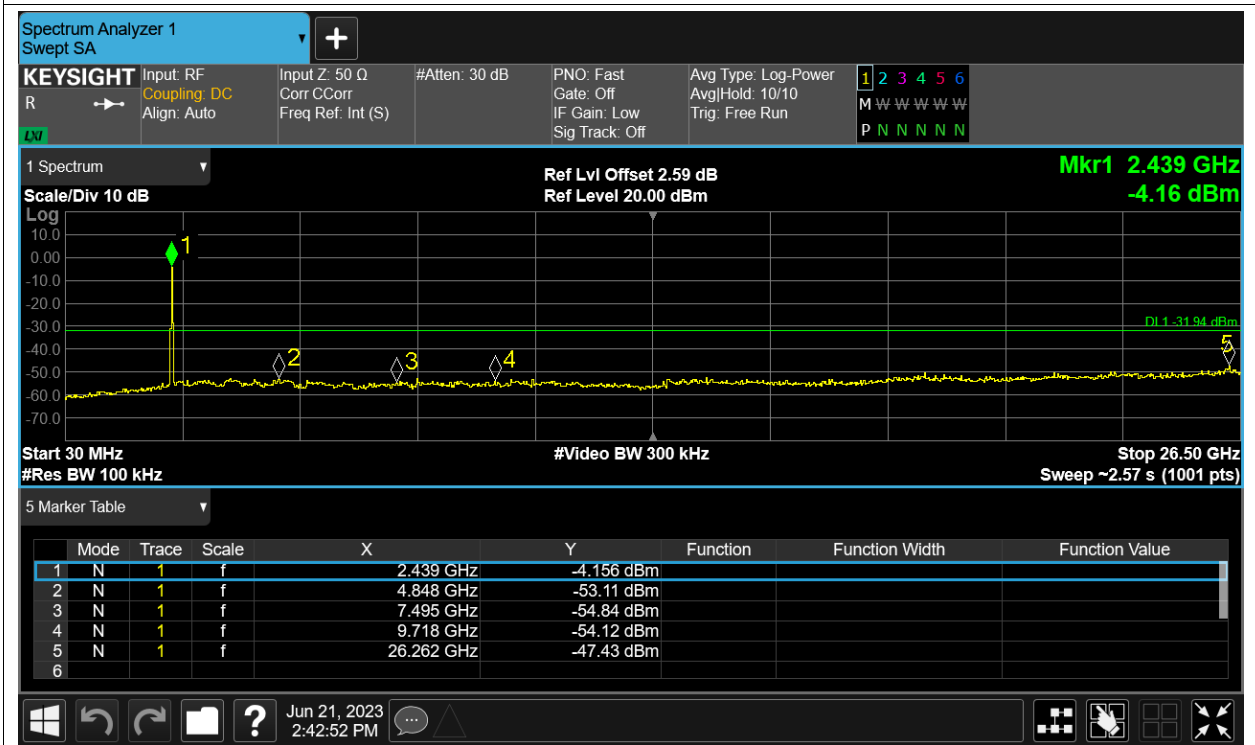 Spectrum Analyzer 1
Swept SA
+
KEYSIGHT Input: RF Input Z: 50 Ω #Atten: 30 dB PNO: Fast Avg Type: Log-Power 1 2 3 4 5 6
R Coupling: DC Corr CCorr Gate: Off Avg|Hold: 10/10 M W W W W W W
Align: Auto Freq Ref: Int (S) IF Gain: Low Trig: Free Run
LXI Sig Track: Off P N N N N N N
1 Spectrum Ref Lvl Offset 2.59 dB Mkr1 2.439 GHz
Scale/Div 10 dB Ref Level 20.00 dBm -4.16 dBm
Log
10.0
1
0.00
-10.0
-20.0
-30.0 DL1 -31.94 dBm
-40.0 5
2 3 4
-50.0
-60.0
-70.0
Start 30 MHz #Video BW 300 kHz Stop 26.50 GHz
#Res BW 100 kHz Sweep ~2.57 s (1001 pts)
5 Marker Table
Mode Trace Scale X Y Function Function Width Function Value
1 N 1 f 2.439 GHz -4.156 dBm
2 N 1 f 4.848 GHz -53.11 dBm
3 N 1 f 7.495 GHz -54.84 dBm
4 N 1 f 9.718 GHz -54.12 dBm
5 N 1 f 26.262 GHz -47.43 dBm
6
? Jun 21, 2023
2:42:52 PM